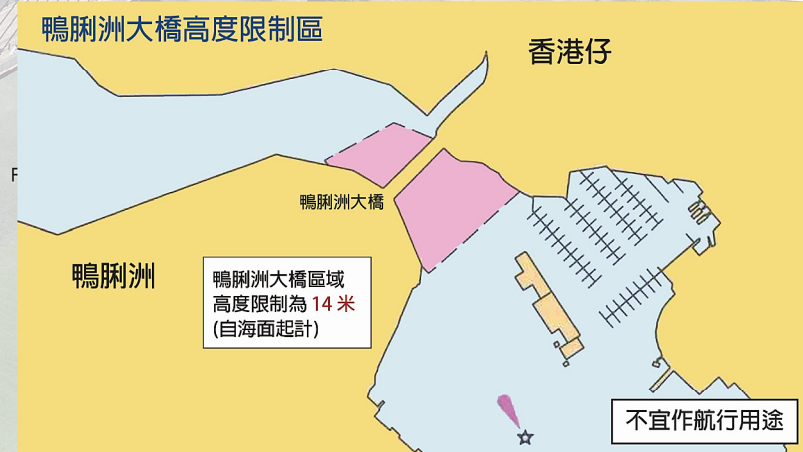 鴨脷洲大橋高度限制區
香港仔
鴨脷洲大橋
鴨脷洲
鴨脷洲大橋區域
高度限制為 14 米
(自海面起計)
不宜作航行用途